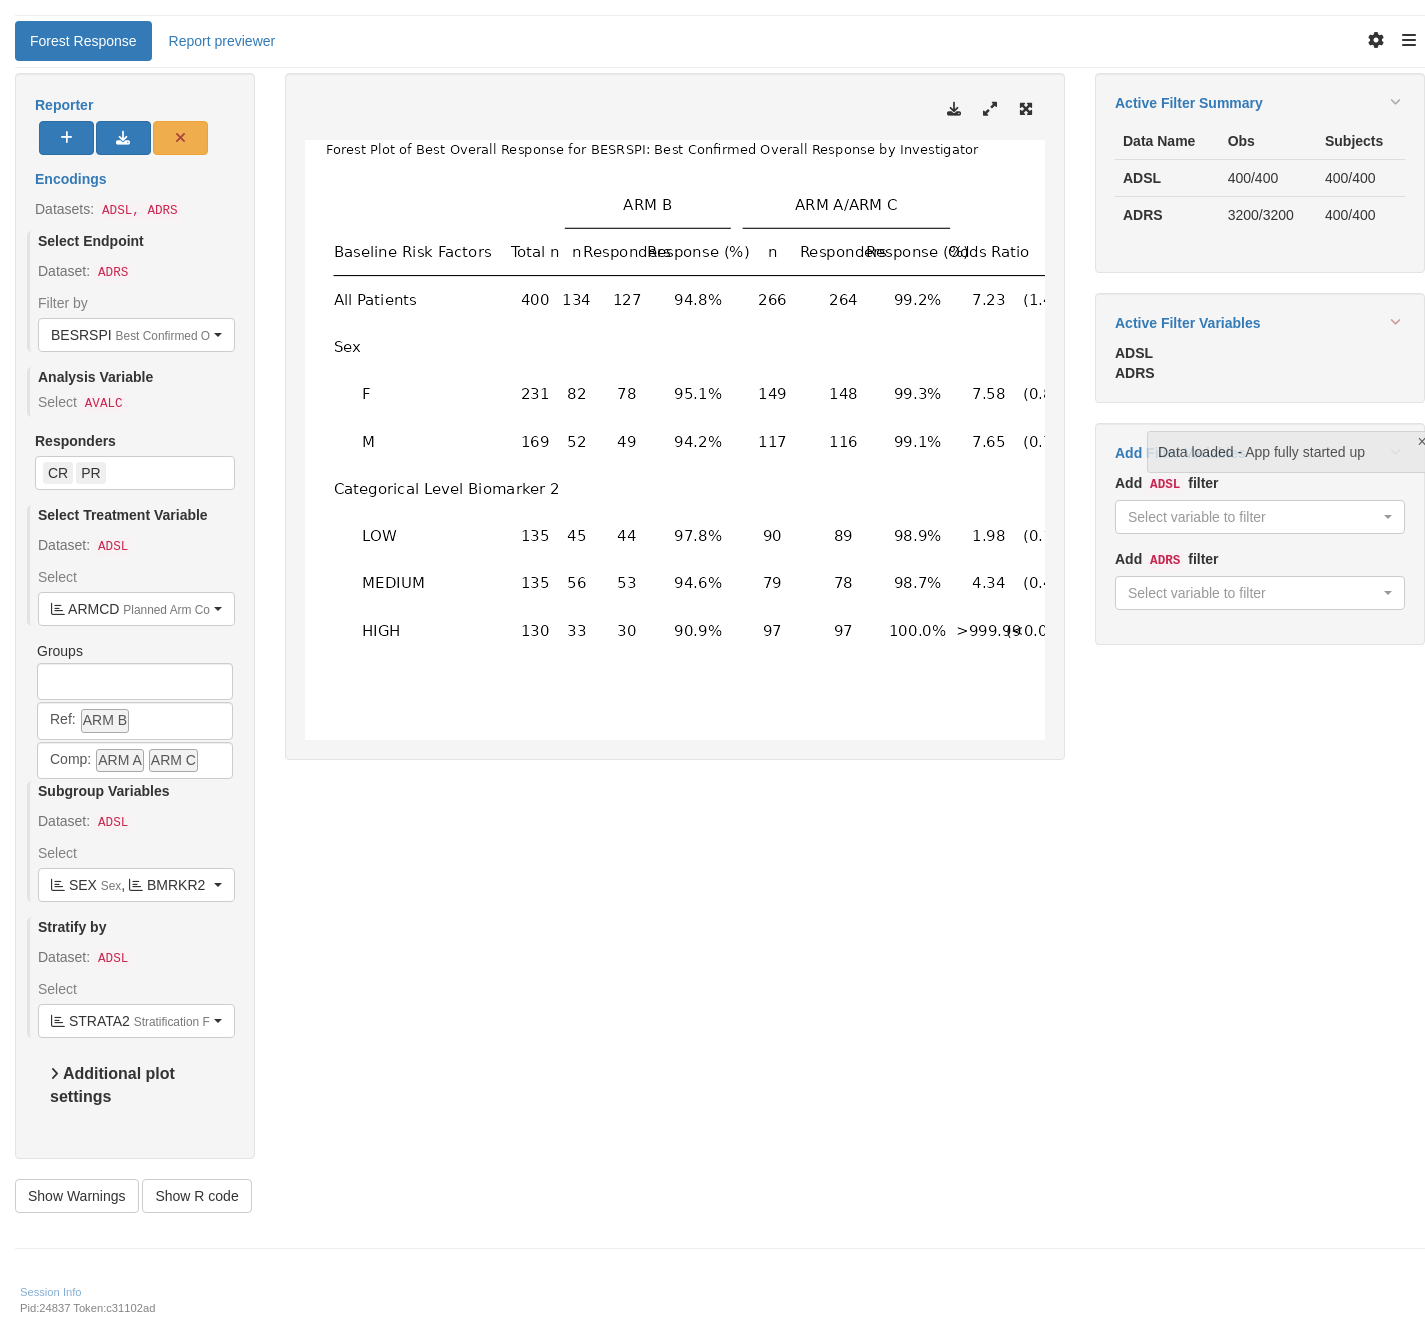 Forest Response
Report previewer
Reporter
Encodings
Datasets: ADSL, ADRS
Select Endpoint
Dataset: ADRS
Filter by
BESRSPI Best Confirmed O
Analysis Variable
Select AVALC
Responders
CR PR
Select Treatment Variable
Dataset: ADSL
Select
ARMCD Planned Arm Co
Groups
Ref: ARM B
Comp: ARM A ARM C
Subgroup Variables
Dataset: ADSL
Select
SEX Sex, BMRKR2
Stratify by
Dataset: ADSL
Select
STRATA2 Stratification F
Additional plot
settings
Show Warnings
Show R code
Forest Plot of Best Overall Response for BESRSPI: Best Confirmed Overall Response by Investigator
ARM B ARM A/ARM C
Baseline Risk Factors Total n n Responders Response (%) n Responders Response (%) Odds Ratio
All Patients 400 134 127 94.8% 266 264 99.2% 7.23 (1.4
Sex
F 231 82 78 95.1% 149 148 99.3% 7.58 (0.8
M 169 52 49 94.2% 117 116 99.1% 7.65 (0.7
Categorical Level Biomarker 2
LOW 135 45 44 97.8% 90 89 98.9% 1.98 (0.1
MEDIUM 135 56 53 94.6% 79 78 98.7% 4.34 (0.4
HIGH 130 33 30 90.9% 97 97 100.0% >999.99 (<0.0
Active Filter Summary
Data Name Obs Subjects
ADSL 400/400 400/400
ADRS 3200/3200 400/400
Active Filter Variables
ADSL
ADRS
Add
Data loaded - App fully started up
×
Add ADSL filter
Select variable to filter
Add ADRS filter
Select variable to filter
Session Info
Pid:24837 Token:c31102ad